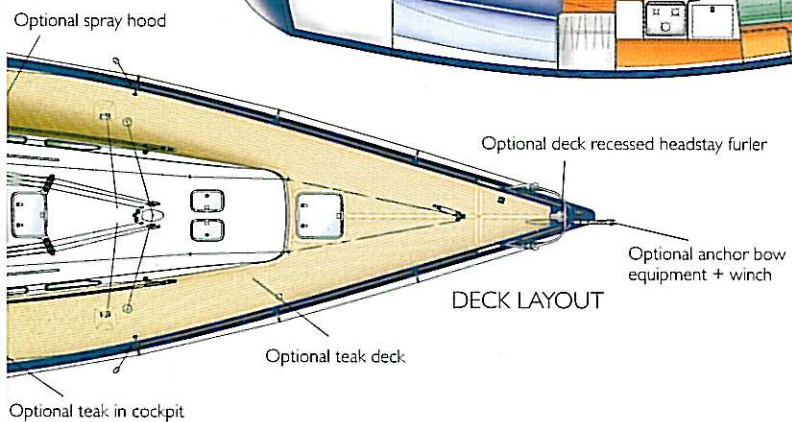 Optional spray hood
Optional deck recessed headstay furler
Optional anchor bow
equipment + winch
DECK LAYOUT
Optional teak deck
Optional teak in cockpit